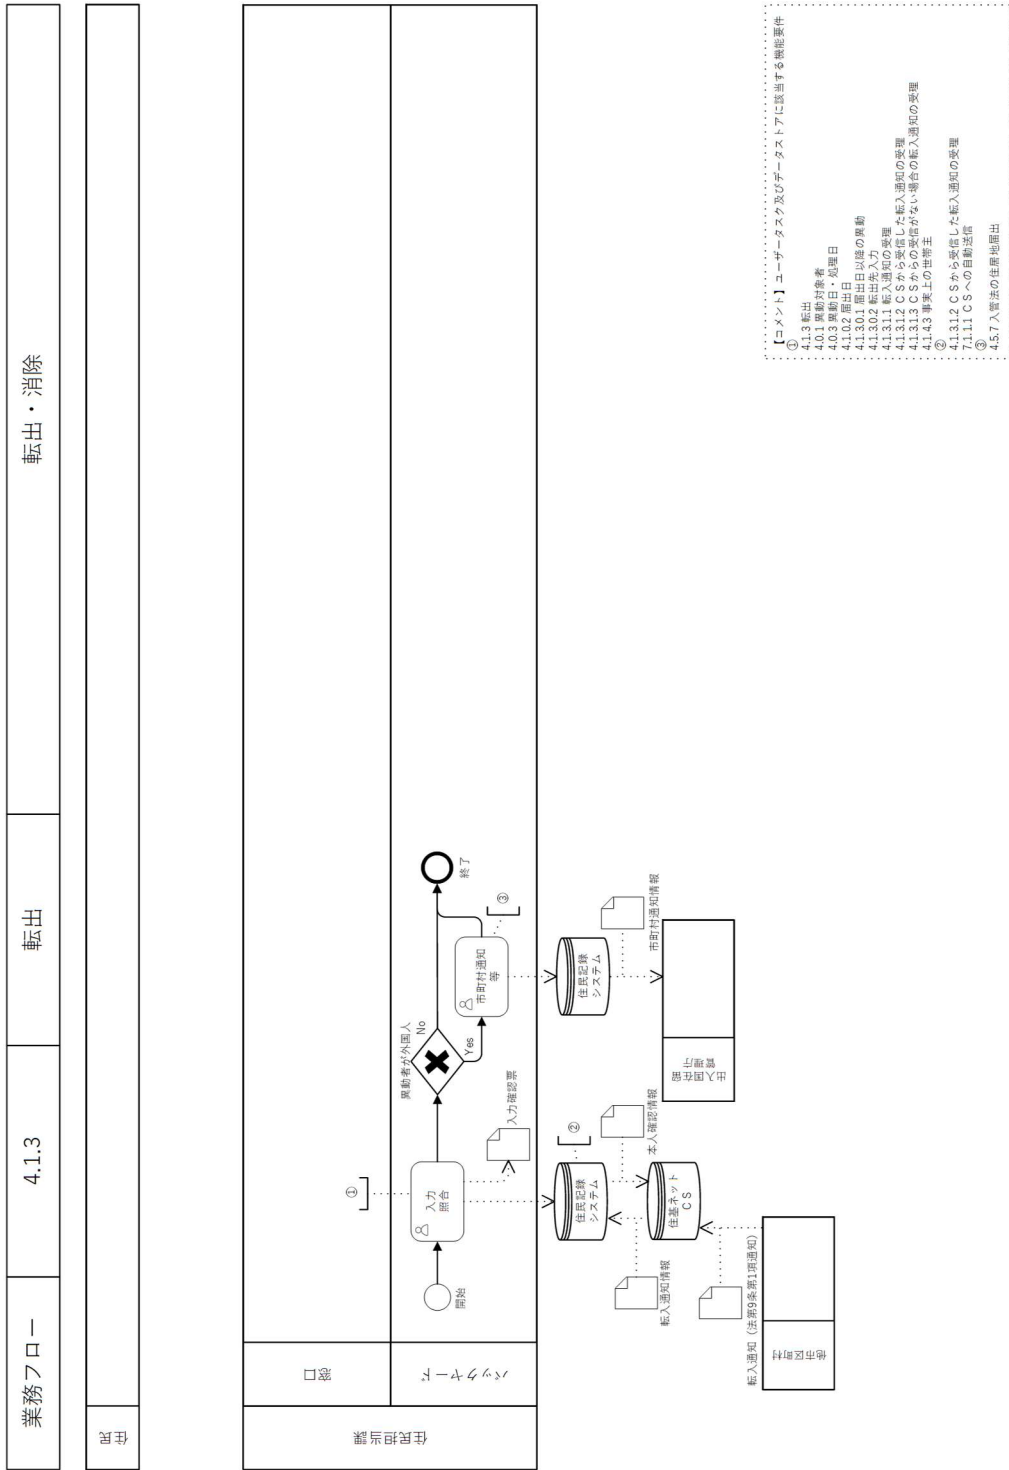 業務フロー
4.1.3
転出
転出・消除
住民
住民担当課
窓口
バックヤード
開始
入力
照合
①
入力確認票
異動者が外国人
No
Yes
市町村通知
等
③
終了
住民記録
システム
②
転入通知情報
本人確認情報
住基ネット
CS
転入通知（法第9条第1項通知）
他市区町村
住民記録
システム
市町村通知情報
出入国在留
管理庁
【コメント】ユーザータスク及びデータストアに該当する機能要件
①
4.1.3 転出
4.0.1 異動対象者
4.0.3 異動日・処理日
4.1.0.2 届出日
4.1.3.0.1 届出日以降の異動
4.1.3.0.2 転出先入力
4.1.3.1.1 転入通知の受理
4.1.3.1.2 CSから受信した転入通知の受理
4.1.3.1.3 CSからの受信がない場合の転入通知の受理
4.1.4.3 事実上の世帯主
②
4.1.3.1.2 CSから受信した転入通知の受理
7.1.1.1 CSへの自動送信
③
4.5.7 入管法の住居地届出